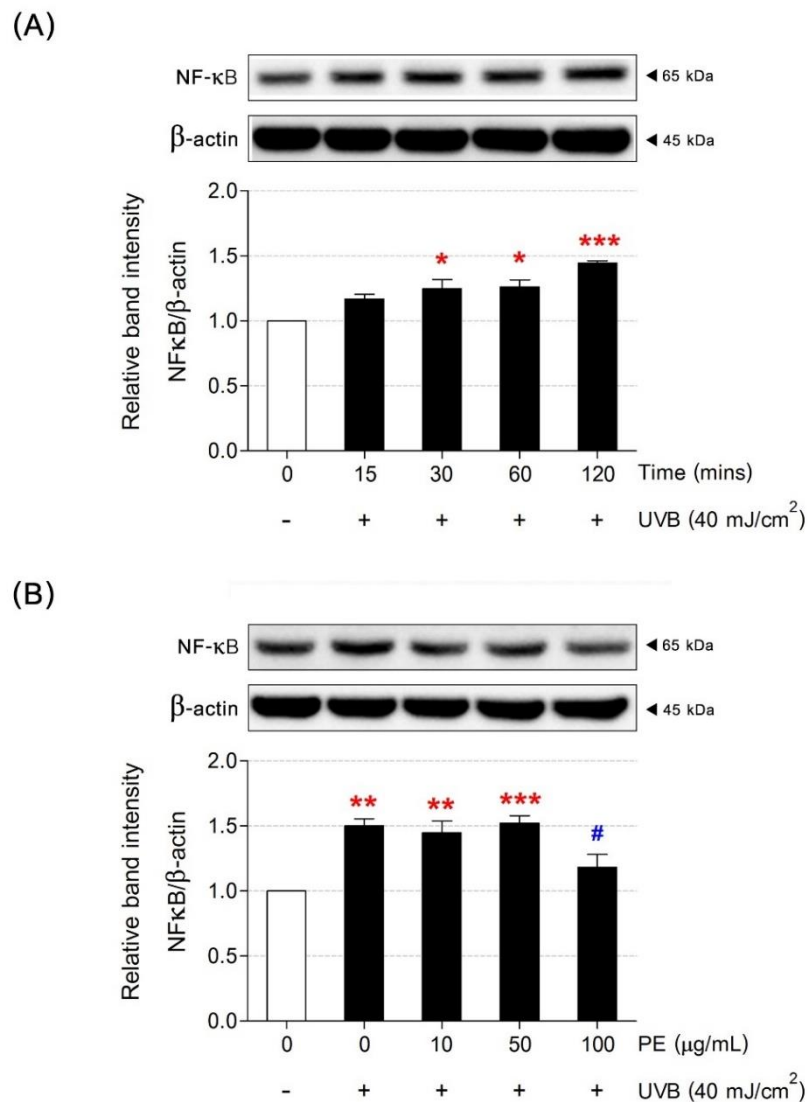 (A)
NF-κB ◄ 65 kDa
β-actin ◄ 45 kDa
Relative band intensity
NFκB/β-actin
2.0
1.5
1.0
0.5
0.0
* * ***
0 15 30 60 120 Time (mins)
- + + + + UVB (40 mJ/cm²)
(B)
NF-κB ◄ 65 kDa
β-actin ◄ 45 kDa
Relative band intensity
NFκB/β-actin
2.0
1.5
1.0
0.5
0.0
** ** *** #
0 0 10 50 100 PE (μg/mL)
- + + + + UVB (40 mJ/cm²)